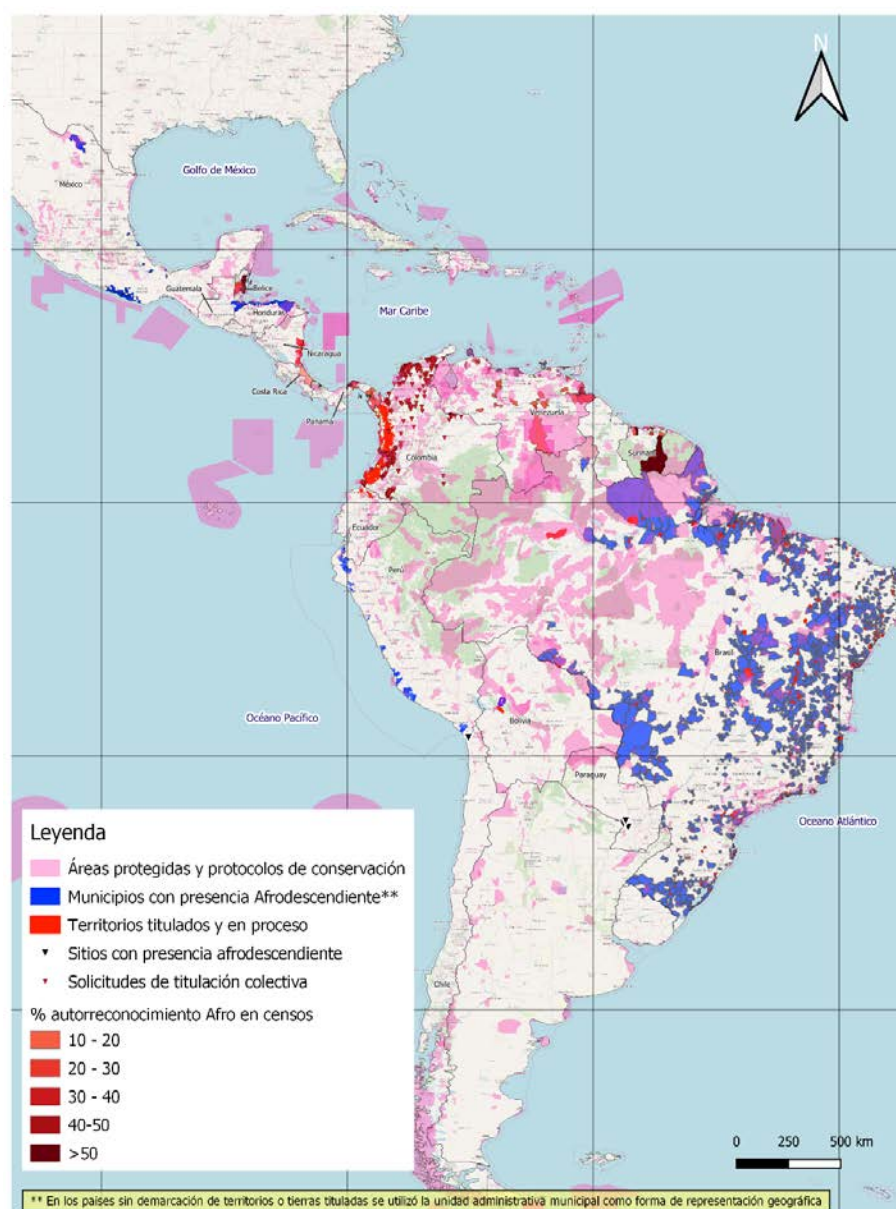 N
Golfo de México
México
Guatemala
Belice
Honduras
Mar Caribe
Nicaragua
Costa Rica
Panamá
Venezuela
Colombia
Ecuador
Perú
Brasil
Océano Pacífico
Bolivia
Paraguay
Oceano Atlántico
Chile
Leyenda
Áreas protegidas y protocolos de conservación
Municipios con presencia Afrodescendiente**
Territorios titulados y en proceso
Sitios con presencia afrodescendiente
Solicitudes de titulación colectiva
% autorreconocimiento Afro en censos
10 - 20
20 - 30
30 - 40
40-50
>50
0 250 500 km
** En los países sin demarcación de territorios o tierras tituladas se utilizó la unidad administrativa municipal como forma de representación geográfica